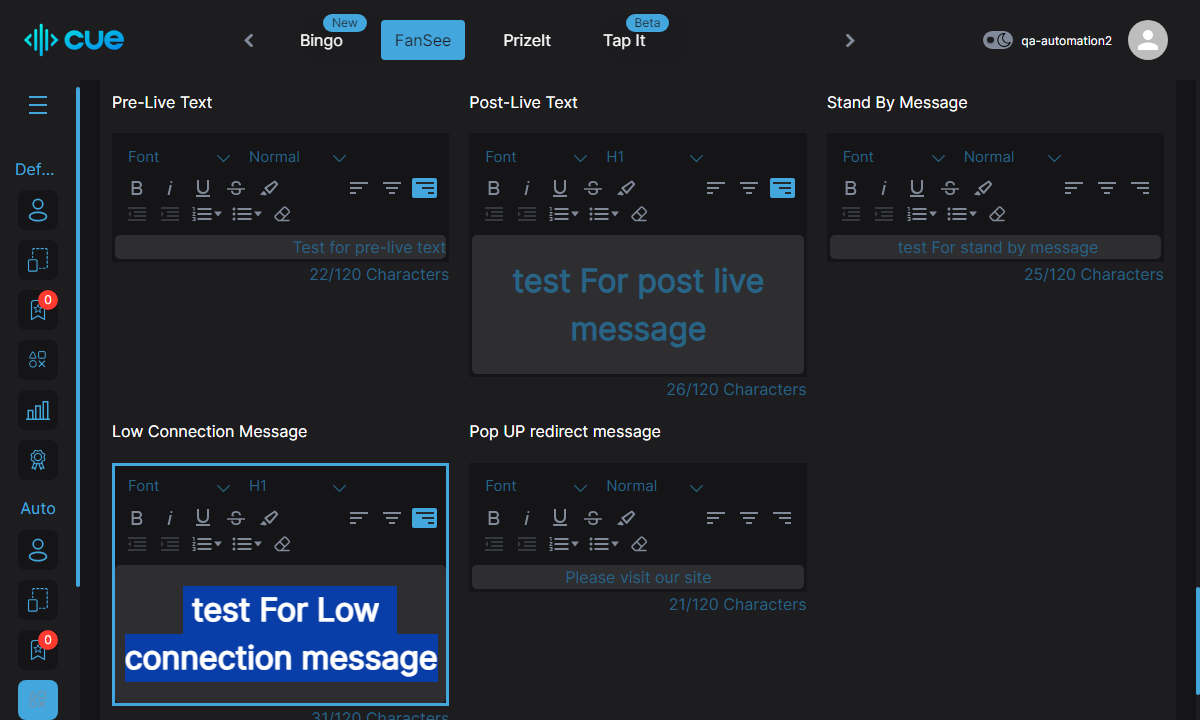 cue
Bingo
New
FanSee
PrizeIt
Tap It
Beta
qa-automation2
Def...
0
Auto
0
Pre-Live Text
Font
Normal
B i U S
Test for pre-live text
22/120 Characters
Post-Live Text
Font
H1
B i U S
test For post live
message
26/120 Characters
Stand By Message
Font
Normal
B i U S
test For stand by message
25/120 Characters
Low Connection Message
Font
H1
B i U S
test For Low
connection message
31/120 Characters
Pop UP redirect message
Font
Normal
B i U S
Please visit our site
21/120 Characters